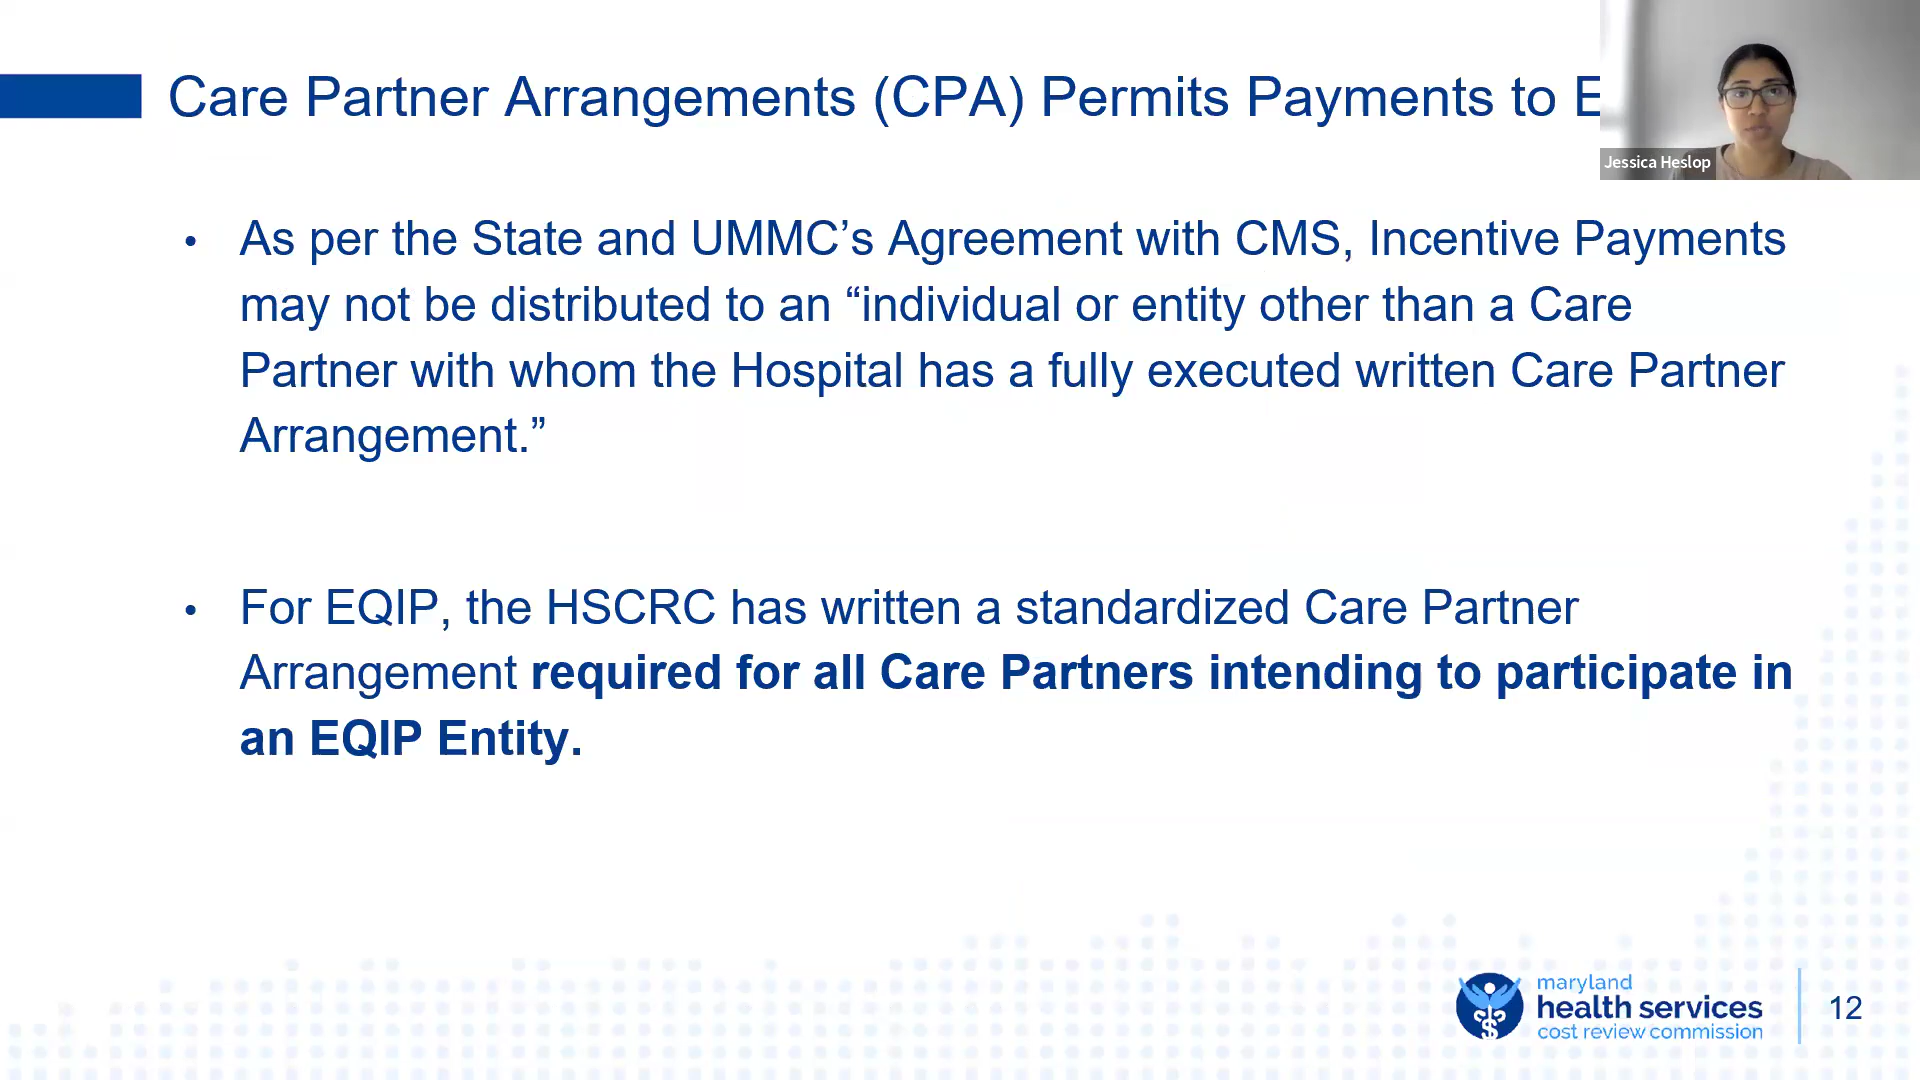 Care Partner Arrangements (CPA) Permits Payments to
Jessica Heslop
• As per the State and UMMC’s Agreement with CMS, Incentive Payments
may not be distributed to an “individual or entity other than a Care
Partner with whom the Hospital has a fully executed written Care Partner
Arrangement.”
• For EQIP, the HSCRC has written a standardized Care Partner
Arrangement required for all Care Partners intending to participate in
an EQIP Entity.
maryland
health services
cost review commission
12